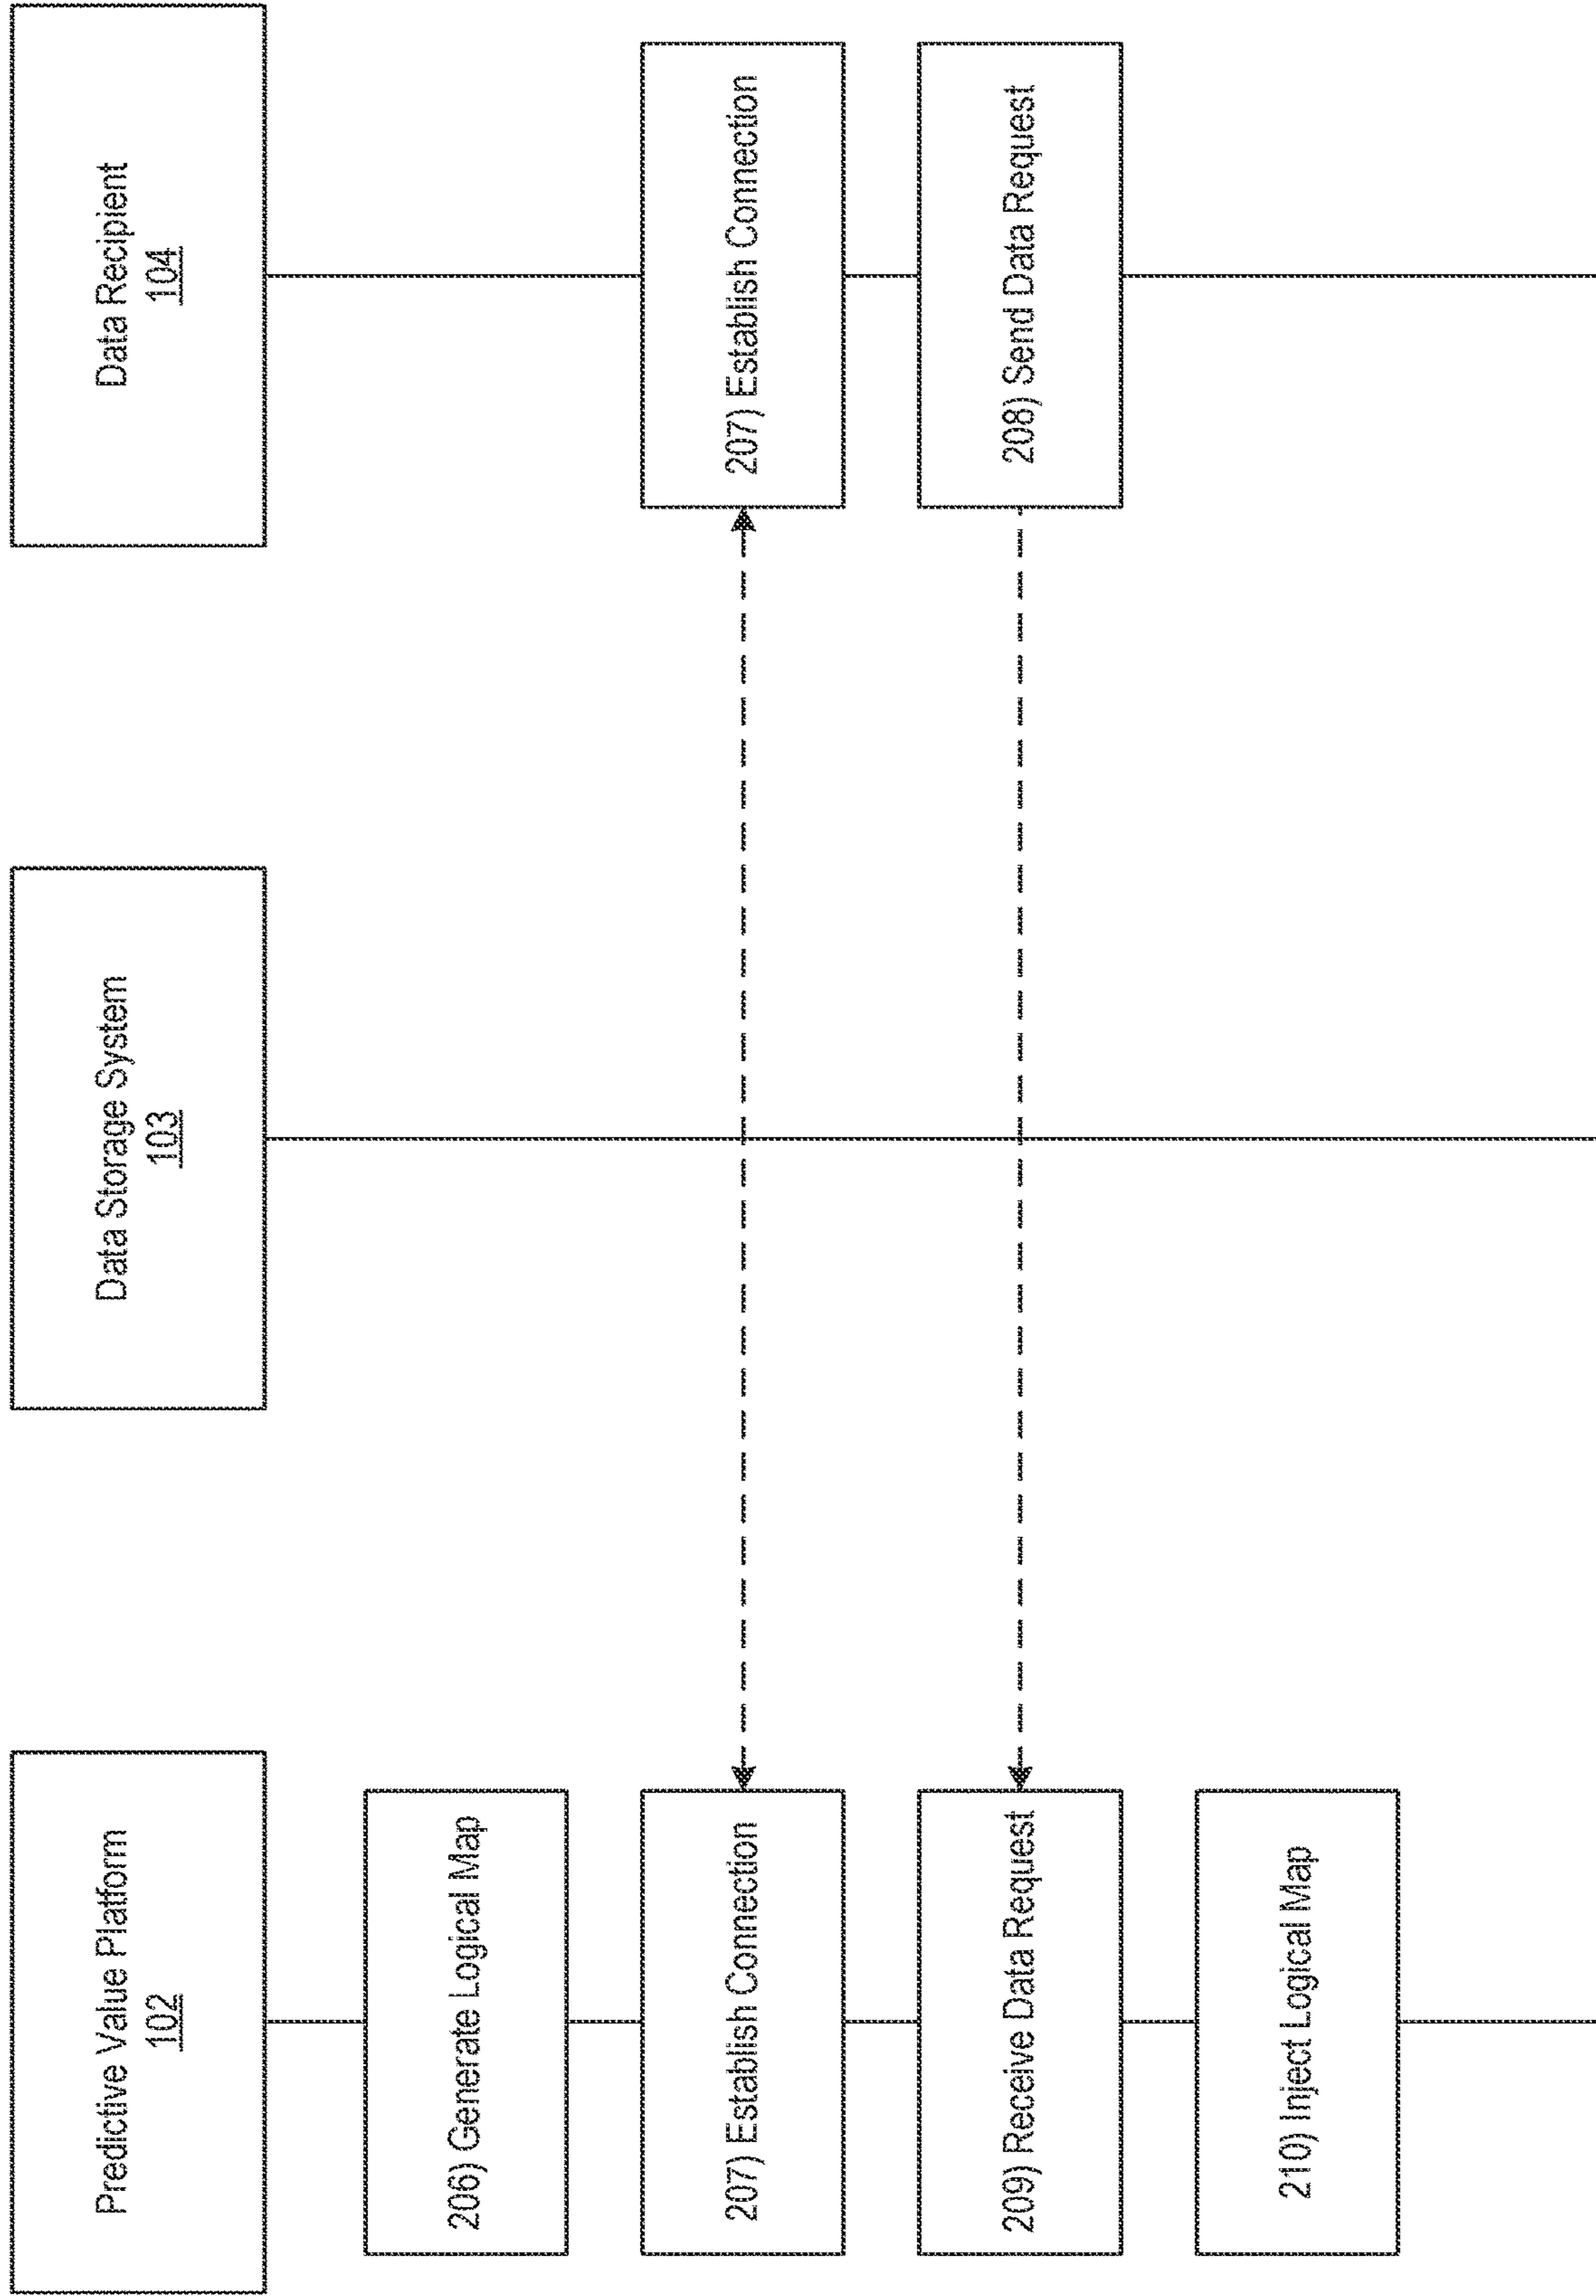 Predictive Value Platform
102
Data Storage System
103
Data Recipient
104
206) Generate Logical Map
207) Establish Connection
207) Establish Connection
209) Receive Data Request
208) Send Data Request
210) Inject Logical Map